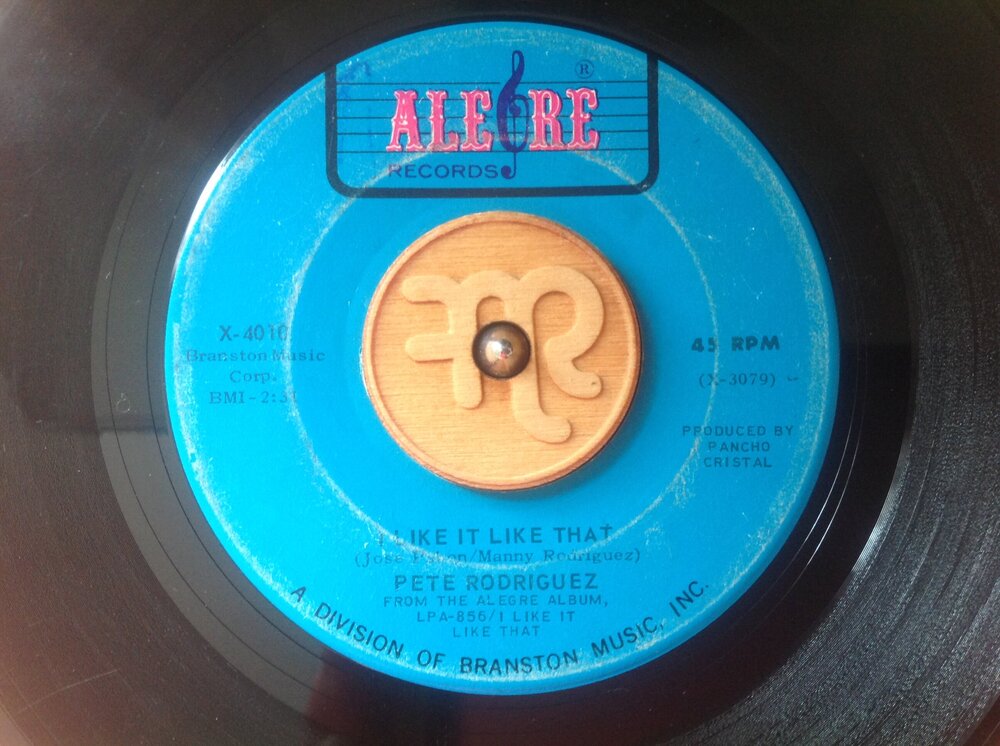 ALEGRE
®
RECORDS
X-4010
Branston Music
Corp.
BMI-2:31
45 RPM
(X-3079)
PRODUCED BY
PANCHO
CRISTAL
I LIKE IT LIKE THAT
(Jose Pabon/Manny Rodriguez)
PETE RODRIGUEZ
FROM THE ALEGRE ALBUM,
LPA-856/I LIKE IT
LIKE THAT
A DIVISION OF BRANSTON MUSIC, INC.